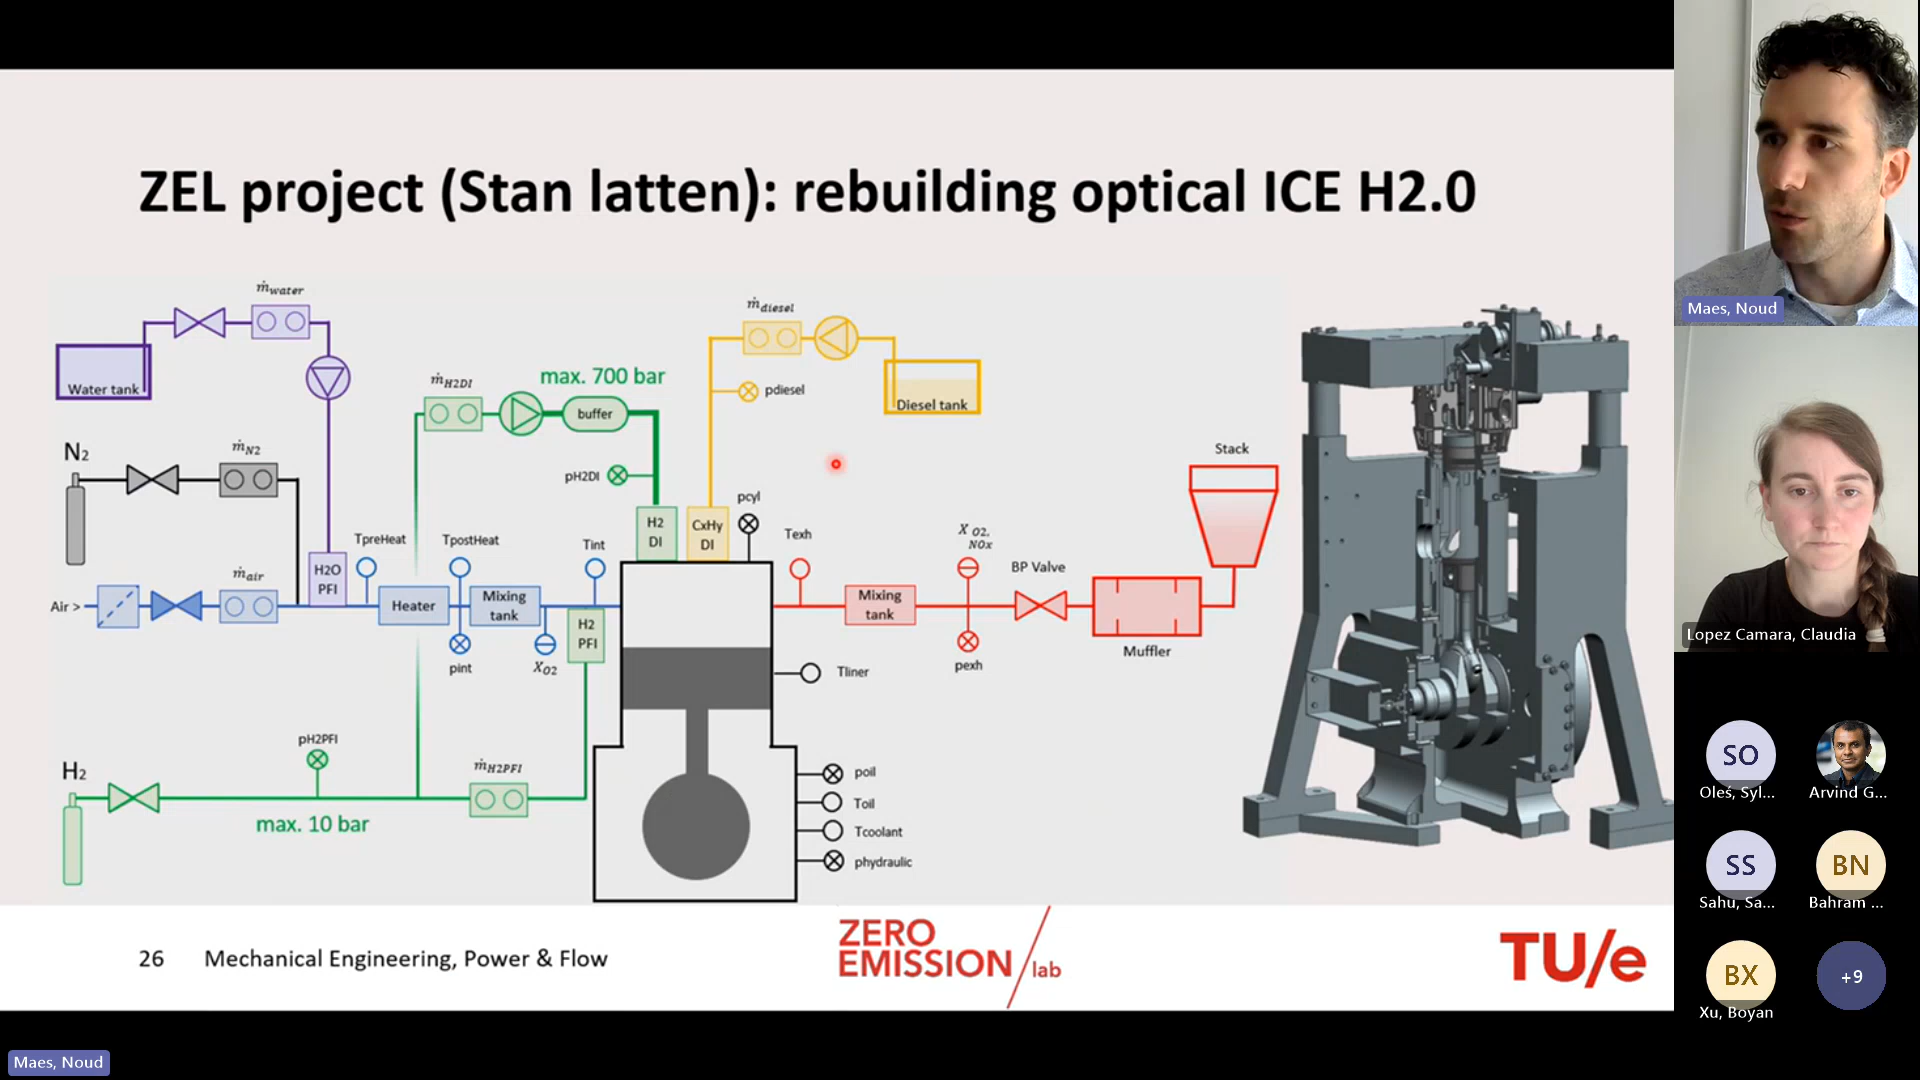 ZEL project (Stan latten): rebuilding optical ICE H2.0
ṁwater
Water tank
N2
ṁN2
ṁH2DI
max. 700 bar
buffer
pH2DI
ṁdiesel
pdiesel
Diesel tank
Air >
ṁair
H2O
PFI
TpreHeat
Heater
TpostHeat
Mixing
tank
pint
XO2
Tint
H2
PFI
H2
DI
CxHy
DI
pcyl
Texh
Mixing
tank
X O2,
NOx
pexh
BP Valve
Muffler
Stack
Tliner
H2
pH2PFI
max. 10 bar
ṁH2PFI
poil
Toil
Tcoolant
phydraulic
26
Mechanical Engineering, Power & Flow
ZERO
EMISSION
lab
TU/e
Maes, Noud
Maes, Noud
Lopez Camara, Claudia
SO
Oleś, Syl...
Arvind G...
SS
Sahu, Sa...
BN
Bahram ...
BX
Xu, Boyan
+9